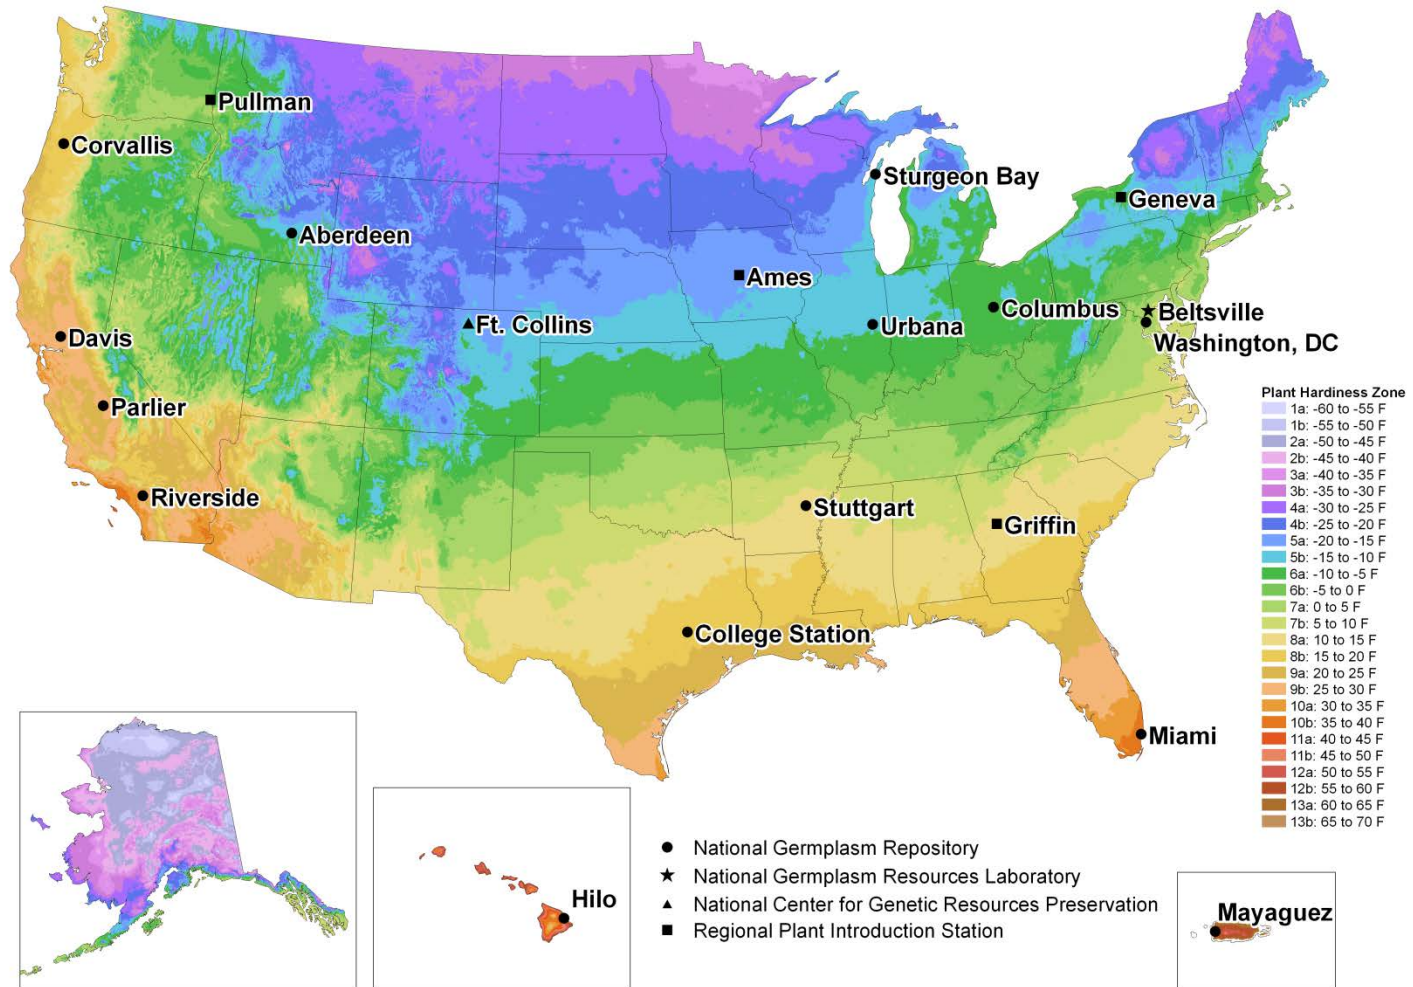 Pullman
Corvallis
Sturgeon Bay
Geneva
Aberdeen
Ames
Columbus
Beltsville
Ft. Collins
Urbana
Washington, DC
Davis
Parlier
Riverside
Stuttgart
Griffin
College Station
Miami
Plant Hardiness Zone
1a: -60 to -55 F
1b: -55 to -50 F
2a: -50 to -45 F
2b: -45 to -40 F
3a: -40 to -35 F
3b: -35 to -30 F
4a: -30 to -25 F
4b: -25 to -20 F
5a: -20 to -15 F
5b: -15 to -10 F
6a: -10 to -5 F
6b: -5 to 0 F
7a: 0 to 5 F
7b: 5 to 10 F
8a: 10 to 15 F
8b: 15 to 20 F
9a: 20 to 25 F
9b: 25 to 30 F
10a: 30 to 35 F
10b: 35 to 40 F
11a: 40 to 45 F
11b: 45 to 50 F
12a: 50 to 55 F
12b: 55 to 60 F
13a: 60 to 65 F
13b: 65 to 70 F
Hilo
National Germplasm Repository
National Germplasm Resources Laboratory
National Center for Genetic Resources Preservation
Regional Plant Introduction Station
Mayaguez